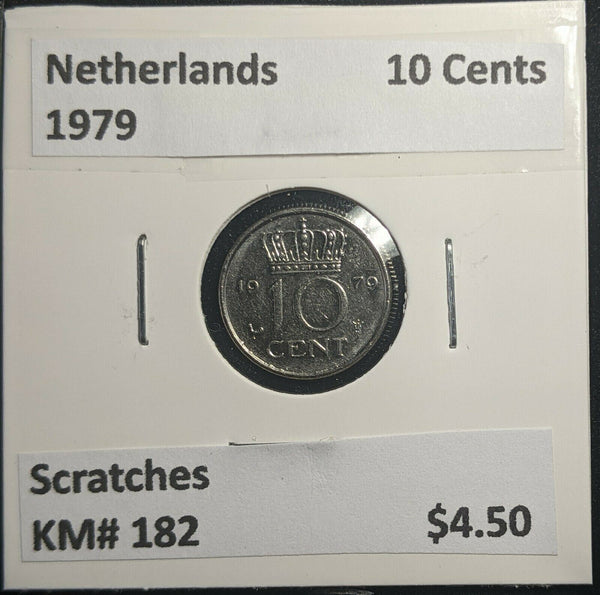 Netherlands 10 Cents
1979
19 79
10
CENT
Scratches
KM# 182 $4.50